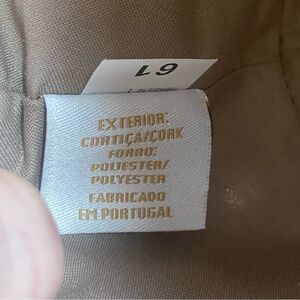 61
EXTERIOR:
CORTIÇA/CORK
FORRO:
POLIESTER/
POLYESTER
FABRICADO
EM PORTUGAL